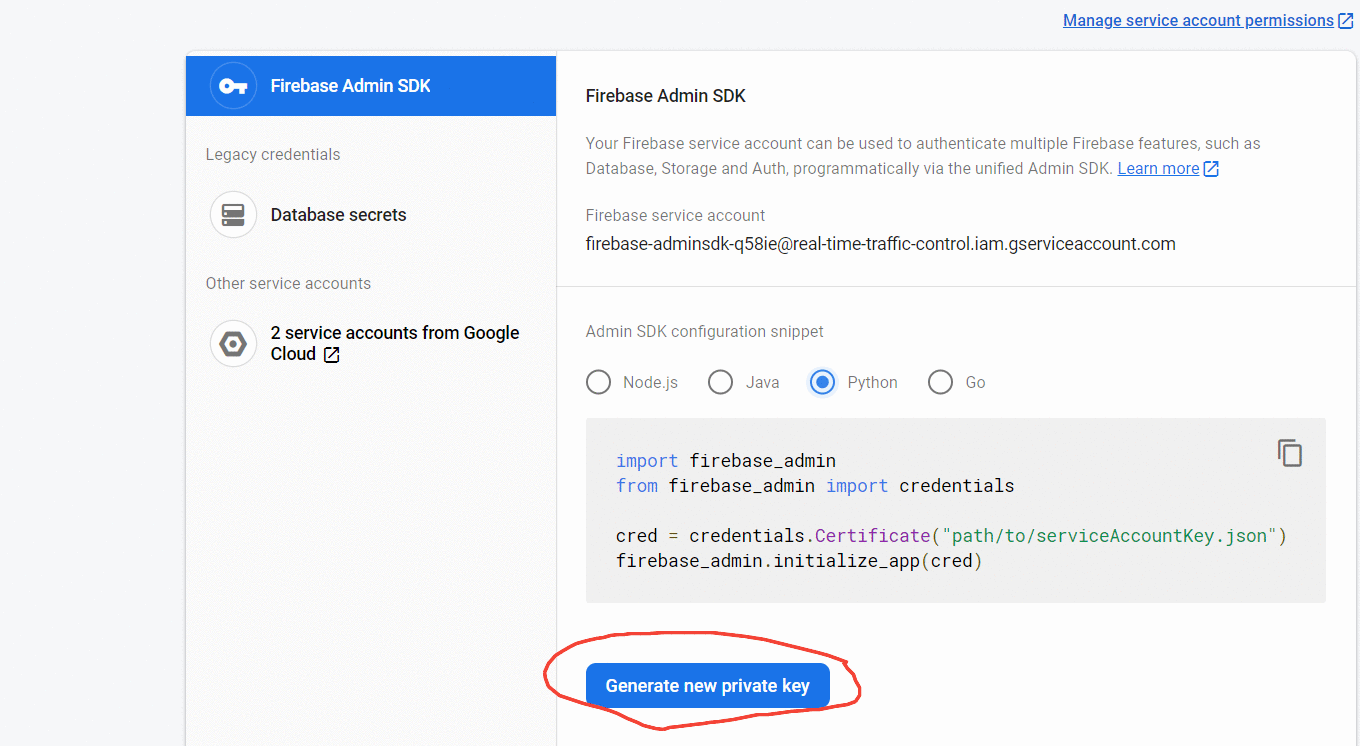 Manage service account permissions
Firebase Admin SDK
Legacy credentials
Database secrets
Other service accounts
2 service accounts from Google
Cloud
Firebase Admin SDK
Your Firebase service account can be used to authenticate multiple Firebase features, such as
Database, Storage and Auth, programmatically via the unified Admin SDK. Learn more
Firebase service account
firebase-adminsdk-q58ie@real-time-traffic-control.iam.gserviceaccount.com
Admin SDK configuration snippet
Node.js Java Python Go
import firebase_admin
from firebase_admin import credentials
cred = credentials.Certificate("path/to/serviceAccountKey.json")
firebase_admin.initialize_app(cred)
Generate new private key